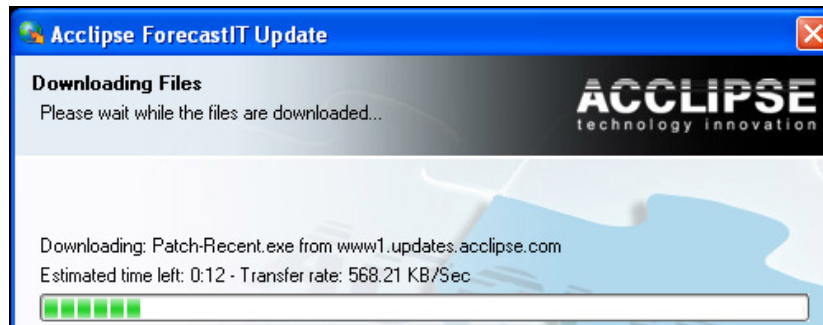 Acclipse ForecastIT Update
Downloading Files
Please wait while the files are downloaded...
ACCLIPSE
technology innovation
Downloading: Patch-Recent.exe from www1.updates.acclipse.com
Estimated time left: 0:12 - Transfer rate: 568.21 KB/Sec